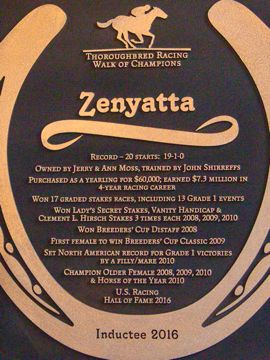 Thoroughbred Racing
Walk of Champions
Zenyatta
Record – 20 starts: 19-1-0
Owned by Jerry & Ann Moss, trained by John Shirreffs
Purchased as a yearling for $60,000; earned $7.3 million in
4-year racing career
Won 17 graded stakes races, including 13 Grade 1 events
Won Lady's Secret Stakes, Vanity Handicap &
Clement L. Hirsch Stakes 3 times each 2008, 2009, 2010
Won Breeders' Cup Distaff 2008
First female to win Breeders' Cup Classic 2009
Set North American record for Grade 1 victories
by a filly/mare 2010
Champion Older Female 2008, 2009, 2010
& Horse of the Year 2010
U.S. Racing
Hall of Fame 2016
Inductee 2016